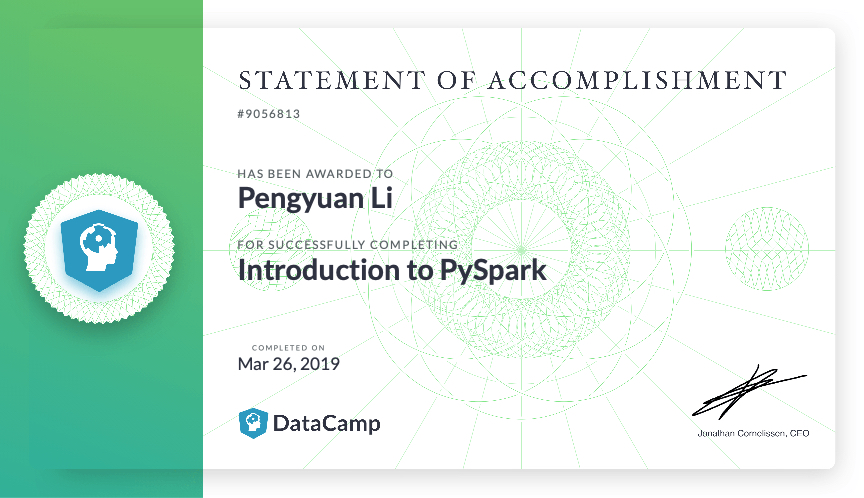 STATEMENT OF ACCOMPLISHMENT
#9056813
HAS BEEN AWARDED TO
Pengyuan Li
FOR SUCCESSFULLY COMPLETING
Introduction to PySpark
COMPLETED ON
Mar 26, 2019
DataCamp
Jonathan Cornelissen, CEO